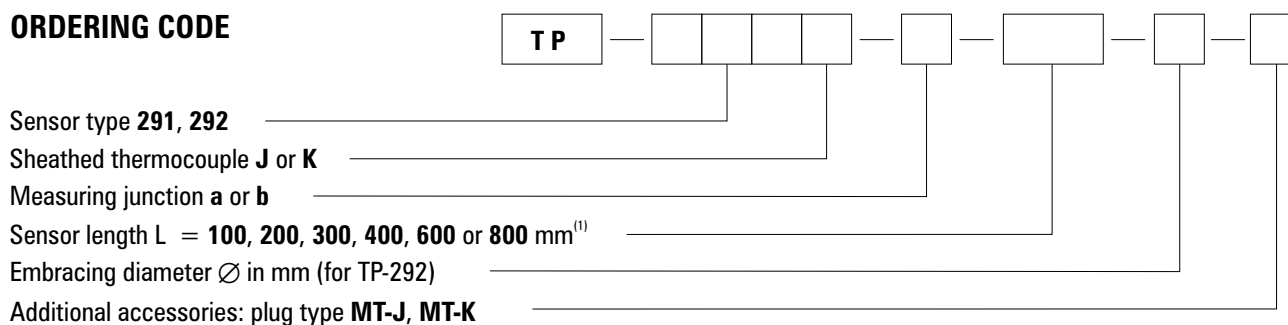 ORDERING CODE
TP
Sensor type 291, 292
Sheathed thermocouple J or K
Measuring junction a or b
Sensor length L = 100, 200, 300, 400, 600 or 800 mm(1)
Embracing diameter ∅ in mm (for TP-292)
Additional accessories: plug type MT-J, MT-K